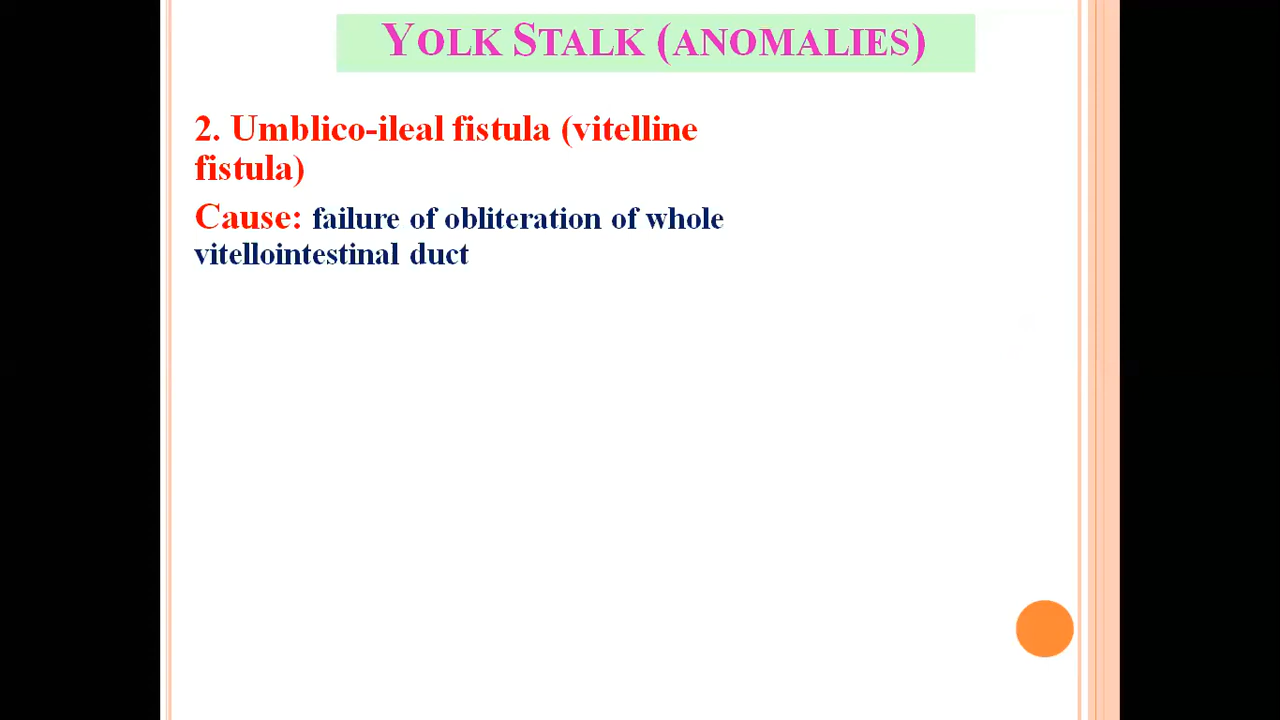 YOLK STALK (ANOMALIES)
2. Umblico-ileal fistula (vitelline
fistula)
Cause: failure of obliteration of whole
vitellointestinal duct